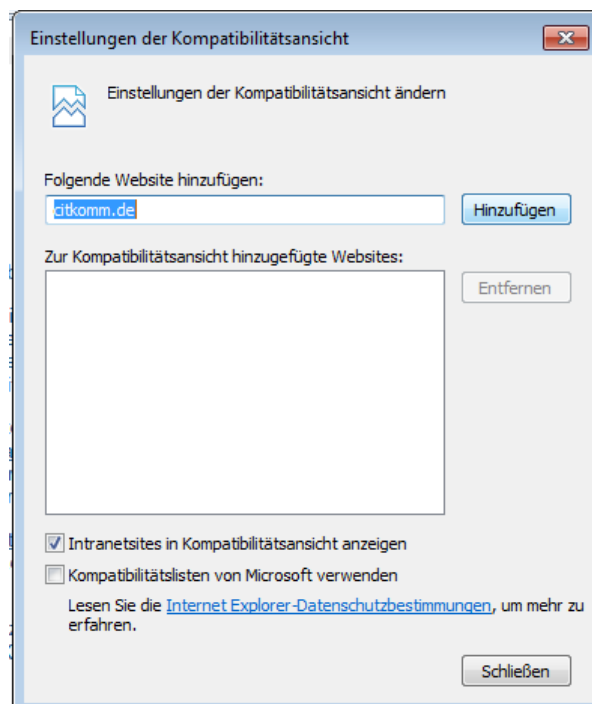 Einstellungen der Kompatibilitätsansicht
Einstellungen der Kompatibilitätsansicht ändern
Folgende Website hinzufügen:
citkomm.de
Hinzufügen
Zur Kompatibilitätsansicht hinzugefügte Websites:
Entfernen
Intranetsites in Kompatibilitätsansicht anzeigen
Kompatibilitätslisten von Microsoft verwenden
Lesen Sie die Internet Explorer-Datenschutzbestimmungen, um mehr zu
erfahren.
Schließen